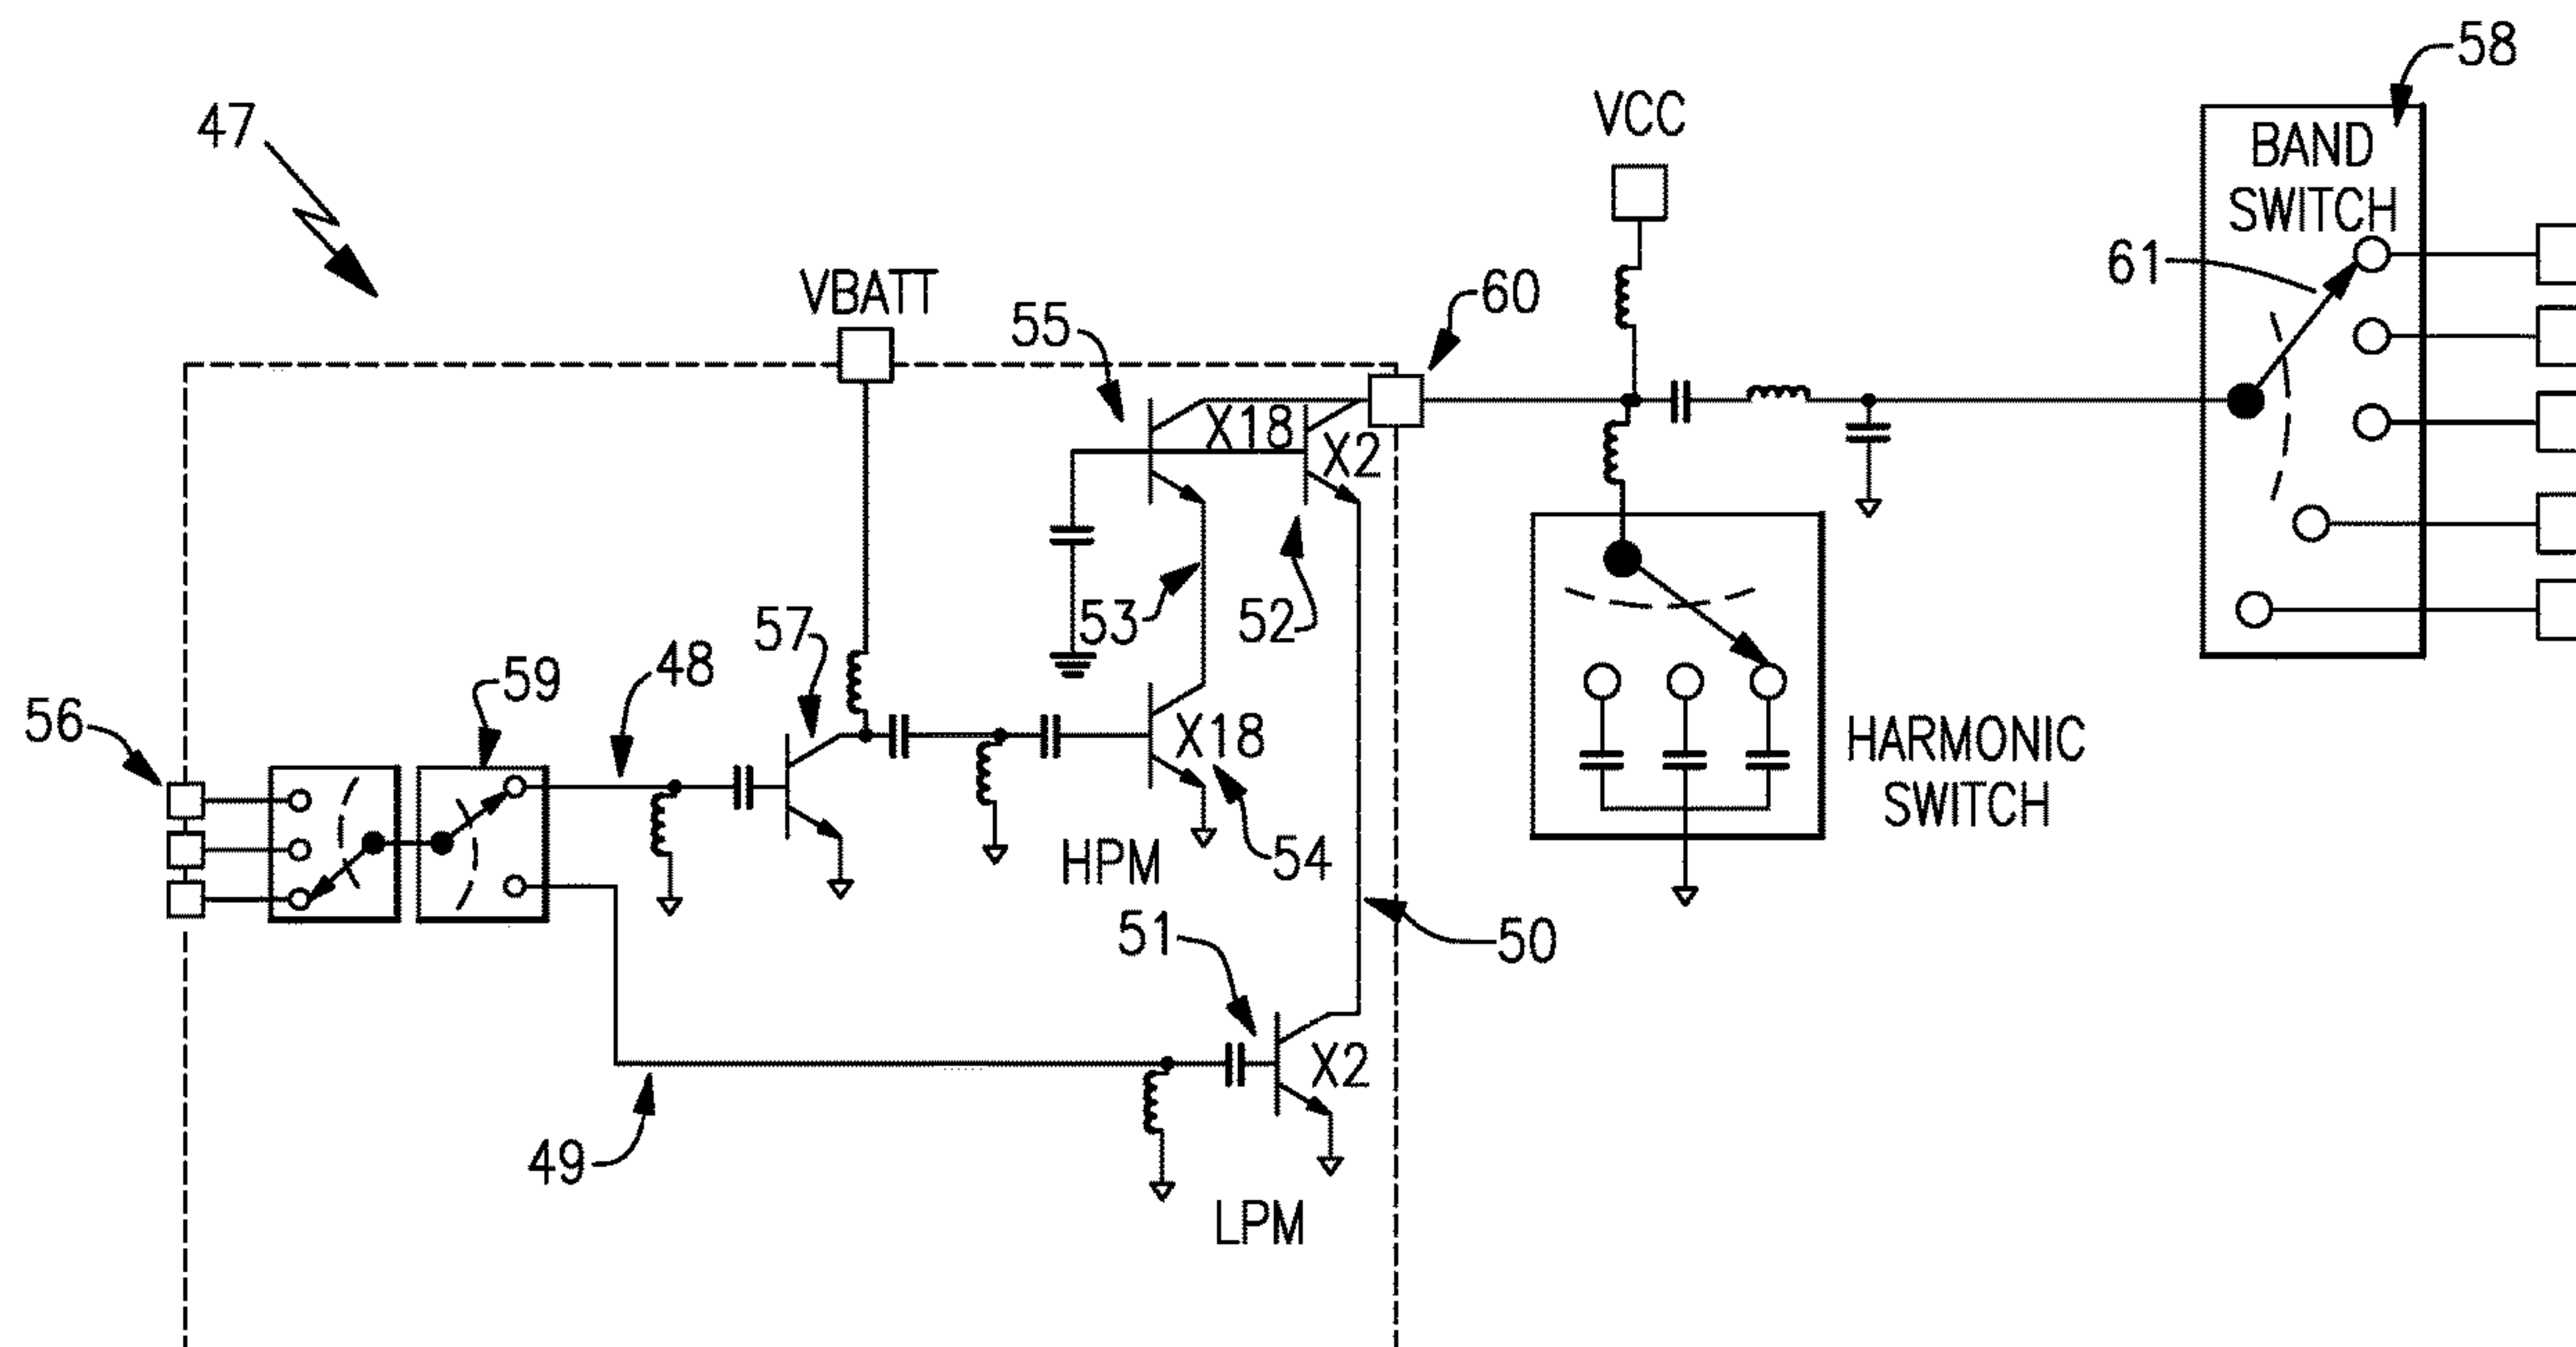 58
VCC
47
BAND
SWITCH
61
VBATT
55
60
X18
X2
53
52
57
48
59
56
X18
HARMONIC
SWITCH
HPM
54
51
50
X2
49
LPM